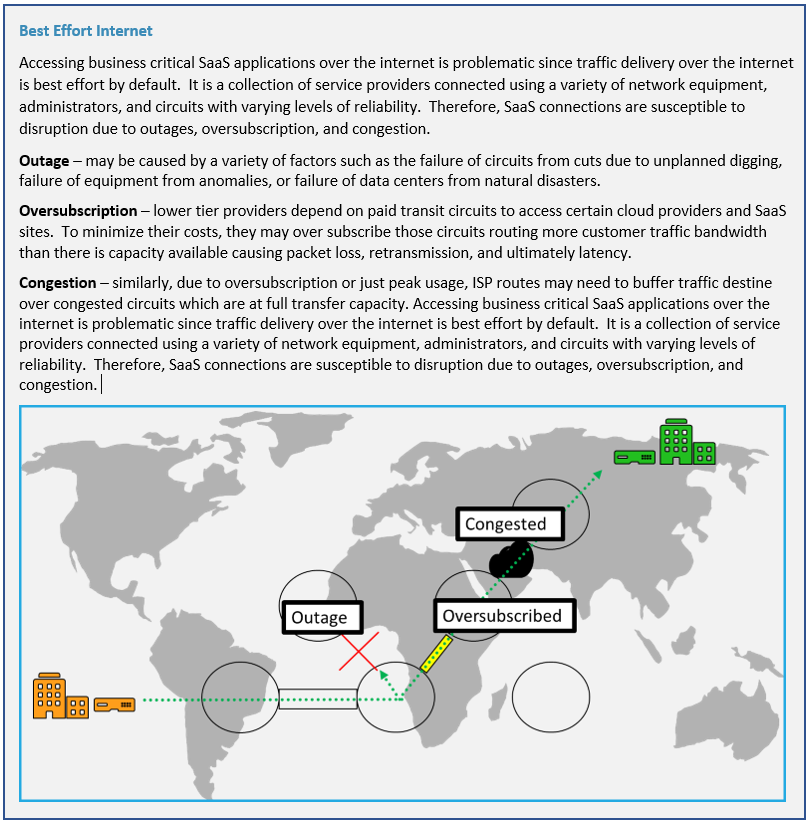 Best Effort Internet
Accessing business critical SaaS applications over the internet is problematic since traffic delivery over the internet
is best effort by default.  It is a collection of service providers connected using a variety of network equipment,
administrators, and circuits with varying levels of reliability.  Therefore, SaaS connections are susceptible to
disruption due to outages, oversubscription, and congestion.
Outage – may be caused by a variety of factors such as the failure of circuits from cuts due to unplanned digging,
failure of equipment from anomalies, or failure of data centers from natural disasters.
Oversubscription – lower tier providers depend on paid transit circuits to access certain cloud providers and SaaS
sites.  To minimize their costs, they may over subscribe those circuits routing more customer traffic bandwidth
than there is capacity available causing packet loss, retransmission, and ultimately latency.
Congestion – similarly, due to oversubscription or just peak usage, ISP routes may need to buffer traffic destine
over congested circuits which are at full transfer capacity. Accessing business critical SaaS applications over the
internet is problematic since traffic delivery over the internet is best effort by default.  It is a collection of service
providers connected using a variety of network equipment, administrators, and circuits with varying levels of
reliability.  Therefore, SaaS connections are susceptible to disruption due to outages, oversubscription, and
congestion.
Congested
Outage
Oversubscribed